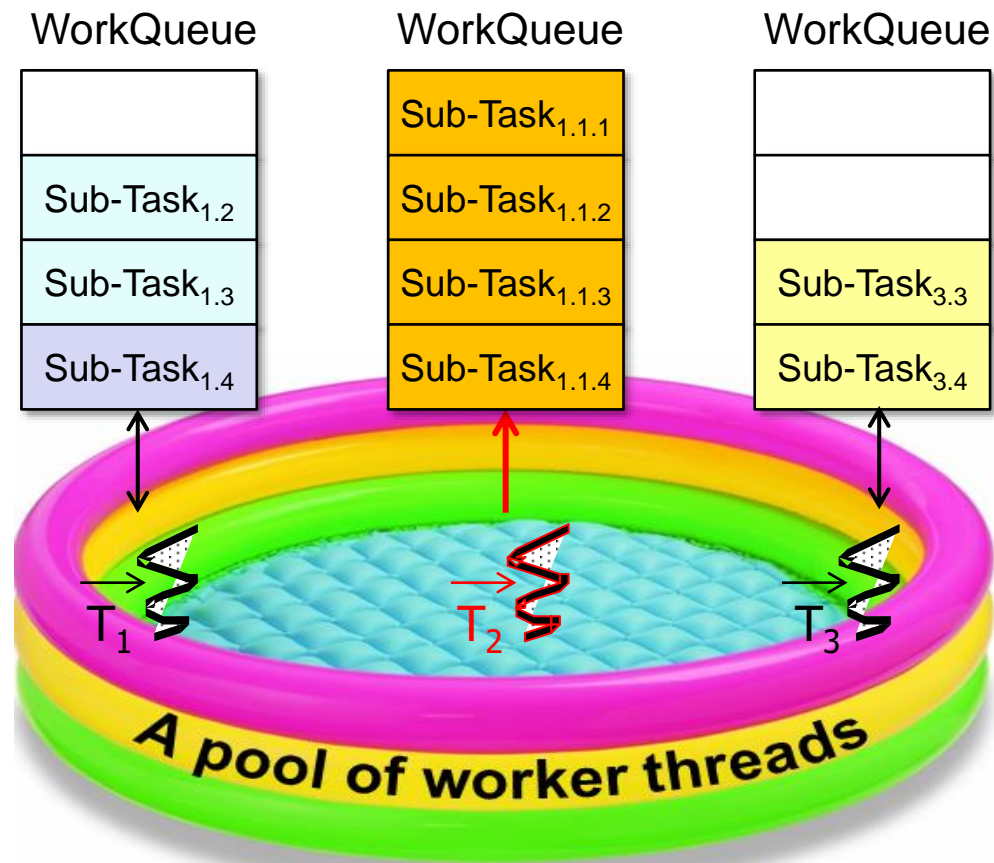 WorkQueue WorkQueue WorkQueue
Sub-Task1.1.1
Sub-Task1.2 Sub-Task1.1.2
Sub-Task1.3 Sub-Task1.1.3 Sub-Task3.3
Sub-Task1.4 Sub-Task1.1.4 Sub-Task3.4
T1 T2 T3
A pool of worker threads